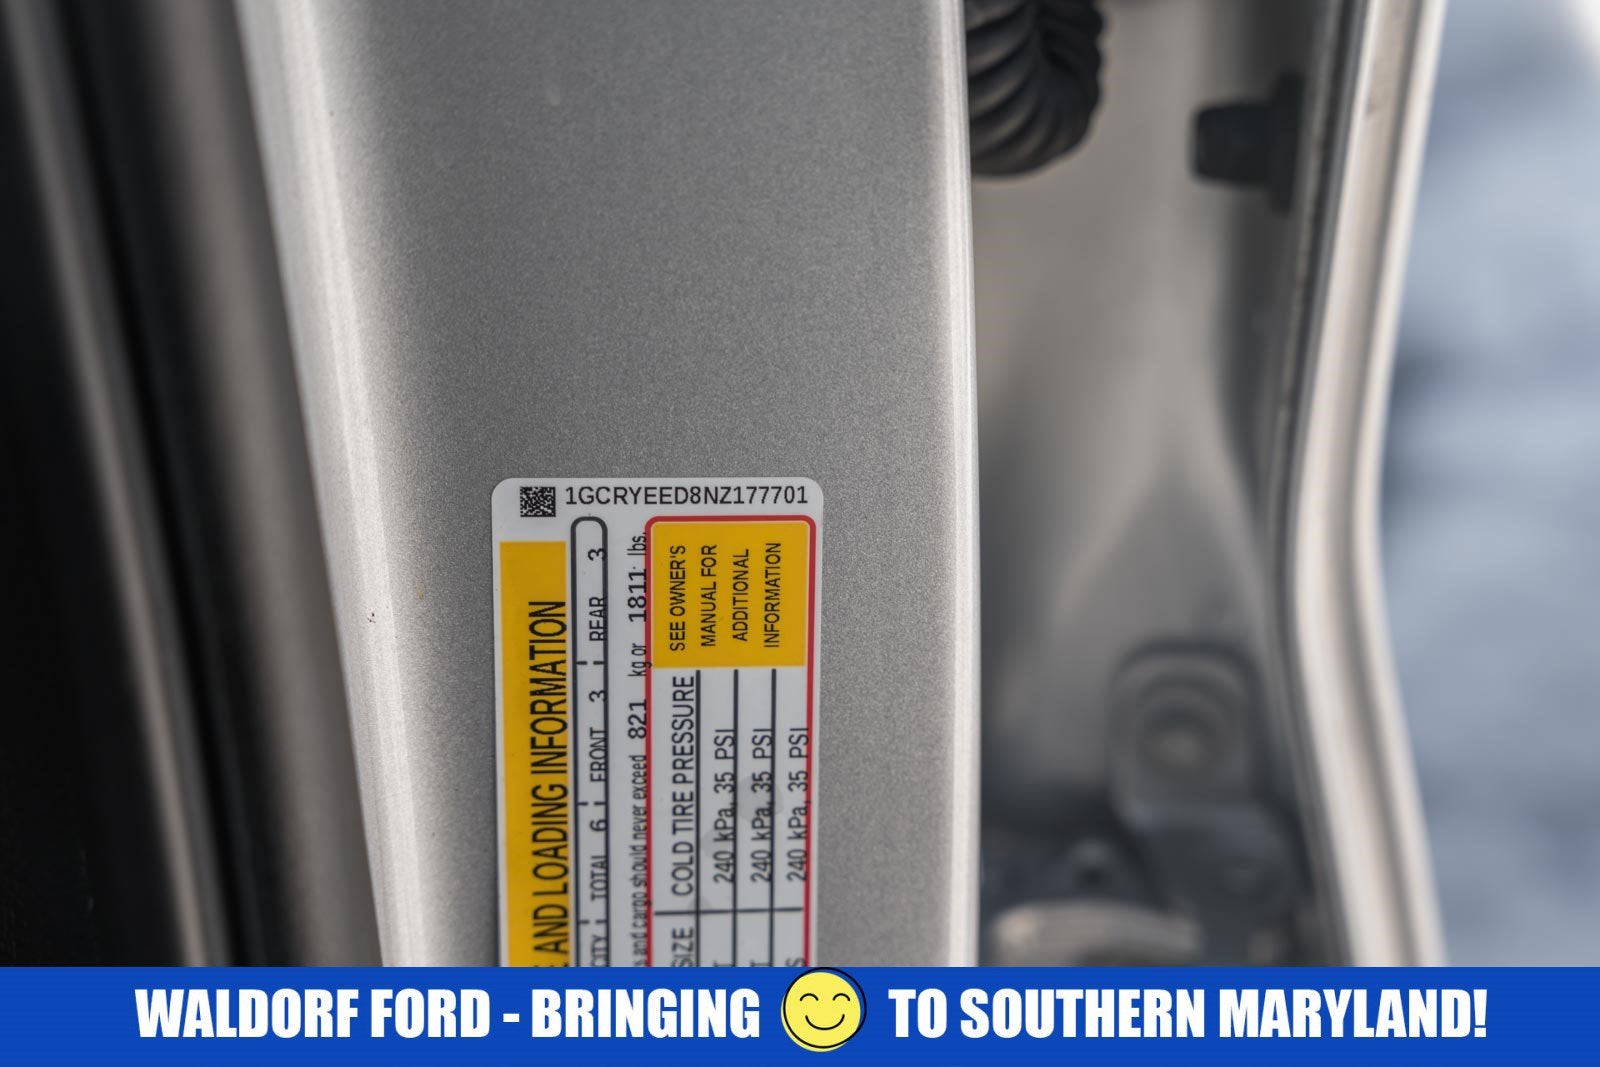 1GCRYEED8NZ177701
AND LOADING INFORMATION
TOTAL 6 FRONT 3 REAR 3
and cargo should never exceed 821 kg or 1811 lbs.
SIZE COLD TIRE PRESSURE
240 kPa, 35 PSI
240 kPa, 35 PSI
240 kPa, 35 PSI
SEE OWNER'S
MANUAL FOR
ADDITIONAL
INFORMATION
WALDORF FORD - BRINGING TO SOUTHERN MARYLAND!